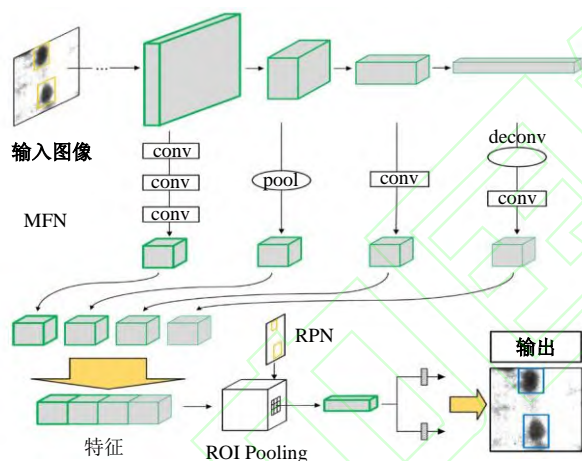 ...
输入图像
conv
conv
conv
pool
conv
deconv
conv
MFN
RPN
输出
特征
ROI Pooling